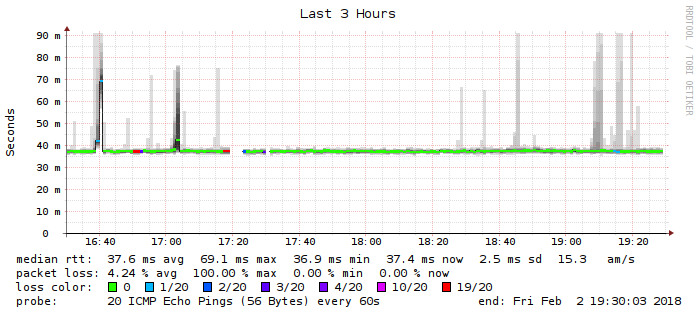 Last 3 Hours
RRDTOOL / TOBI OETIKER
Seconds
90 m
80 m
70 m
60 m
50 m
40 m
30 m
20 m
10 m
0
16:40 17:00 17:20 17:40 18:00 18:20 18:40 19:00 19:20
median rtt: 37.6 ms avg 69.1 ms max 36.9 ms min 37.4 ms now 2.5 ms sd 15.3 am/s
packet loss: 4.24 % avg 100.00 % max 0.00 % min 0.00 % now
loss color: 0 1/20 2/20 3/20 4/20 10/20 19/20
probe: 20 ICMP Echo Pings (56 Bytes) every 60s end: Fri Feb 2 19:30:03 2018